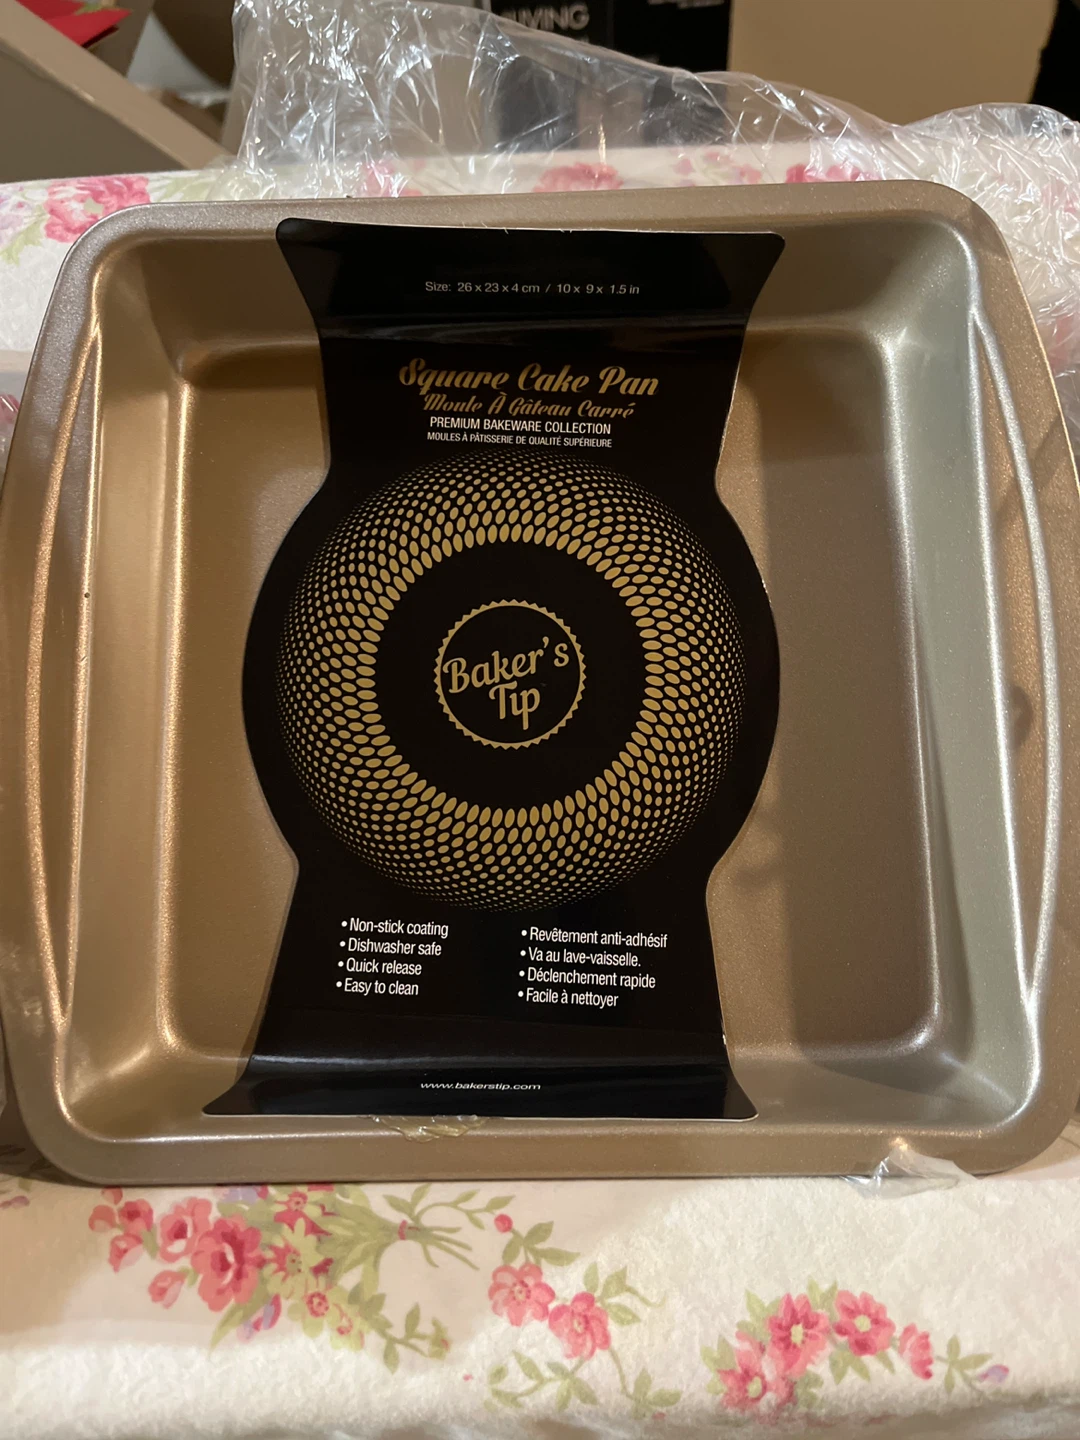 LIVING
Size: 26 x 23 x 4 cm / 10 x 9 x 1.5 in
Square Cake Pan
Moule À Gâteau Carré
PREMIUM BAKEWARE COLLECTION
MOULES À PÂTISSERIE DE QUALITÉ SUPÉRIEURE
Baker's
Tip
• Non-stick coating
• Dishwasher safe
• Quick release
• Easy to clean
• Revêtement anti-adhésif
• Va au lave-vaisselle.
• Déclenchement rapide
• Facile à nettoyer
www.bakerstip.com